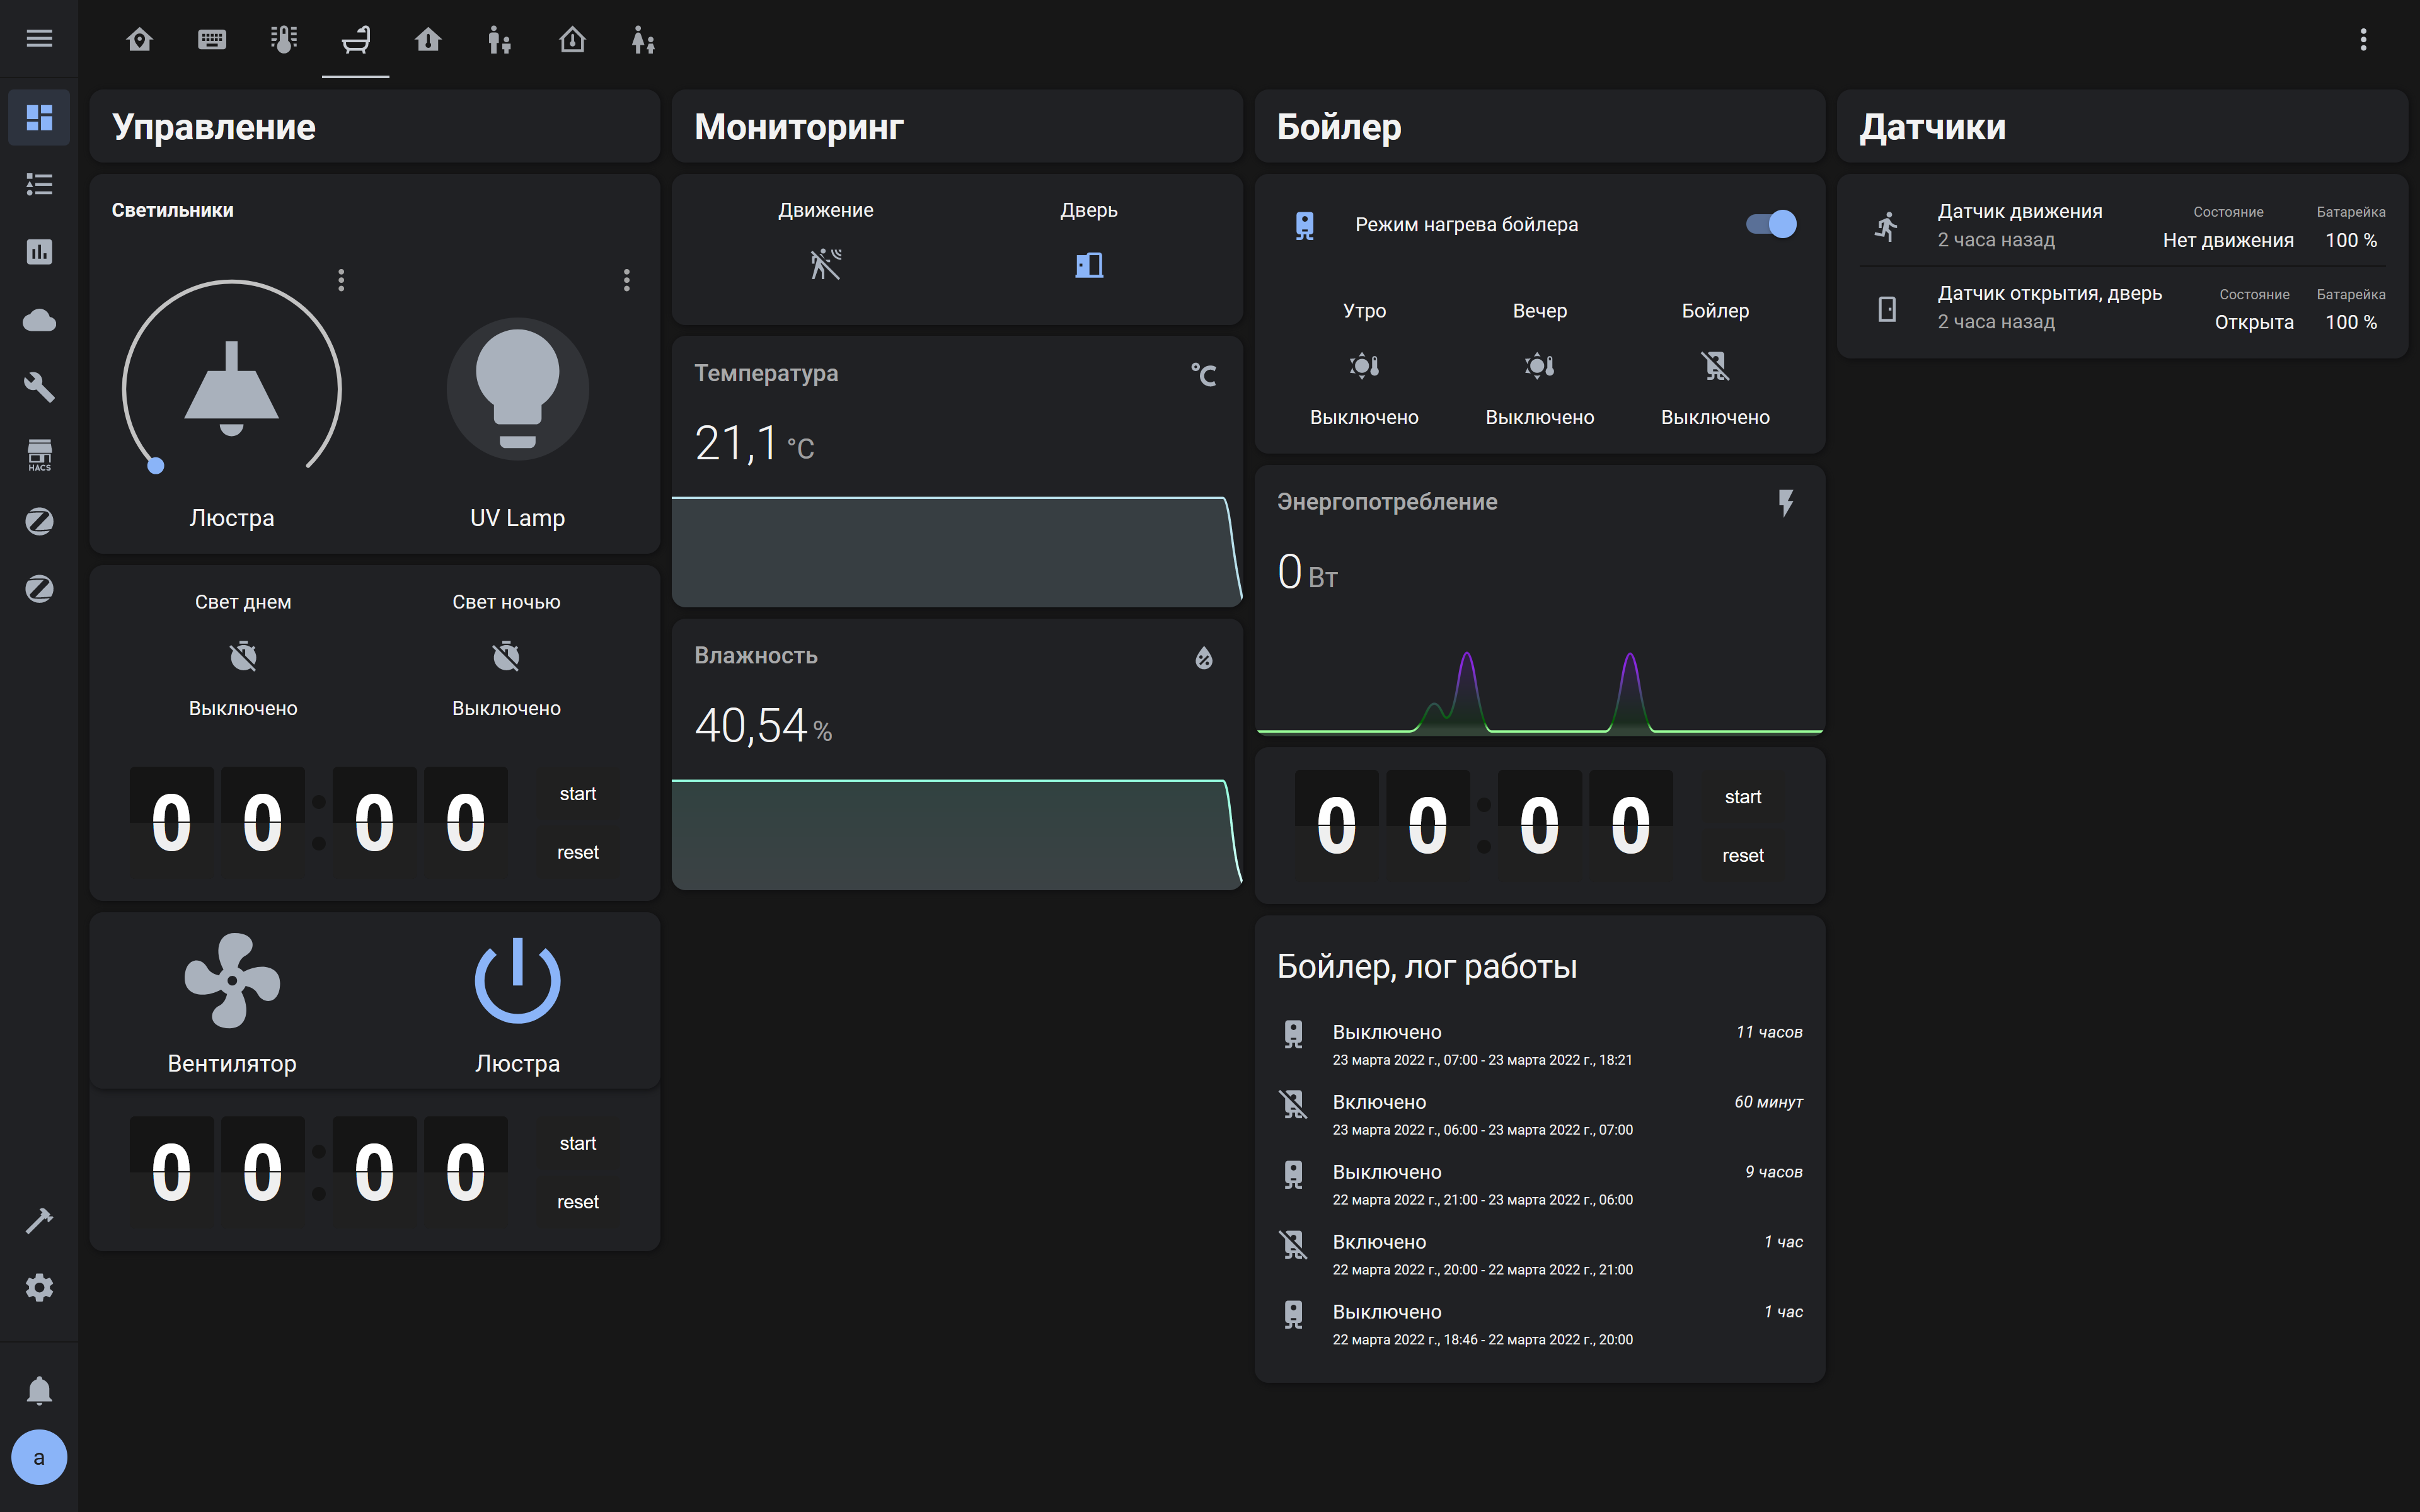 Управление
Светильники
Люстра
UV Lamp
Свет днем
Свет ночью
Выключено
Выключено
0 0 : 0 0
start
reset
Вентилятор
Люстра
0 0 : 0 0
start
reset
Мониторинг
Движение
Дверь
Температура
°C
21,1 °C
Влажность
40,54 %
Бойлер
Режим нагрева бойлера
Утро
Вечер
Бойлер
Выключено
Выключено
Выключено
Энергопотребление
0 Вт
0 0 : 0 0
start
reset
Бойлер, лог работы
Выключено
11 часов
23 марта 2022 г., 07:00 - 23 марта 2022 г., 18:21
Включено
60 минут
23 марта 2022 г., 06:00 - 23 марта 2022 г., 07:00
Выключено
9 часов
22 марта 2022 г., 21:00 - 23 марта 2022 г., 06:00
Включено
1 час
22 марта 2022 г., 20:00 - 22 марта 2022 г., 21:00
Выключено
1 час
22 марта 2022 г., 18:46 - 22 марта 2022 г., 20:00
Датчики
Датчик движения
Состояние
Батарейка
2 часа назад
Нет движения
100 %
Датчик открытия, дверь
Состояние
Батарейка
2 часа назад
Открыта
100 %
HACS
a